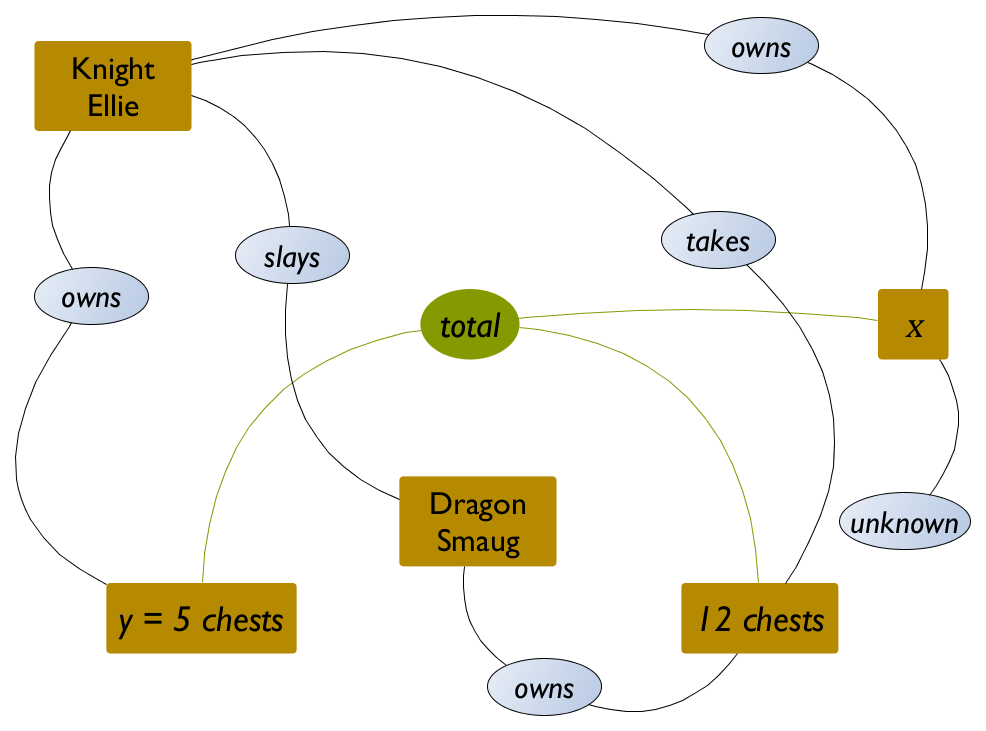 owns
Knight
Ellie
takes
slays
owns
total
x
Dragon
Smaug
unknown
y = 5 chests
12 chests
owns